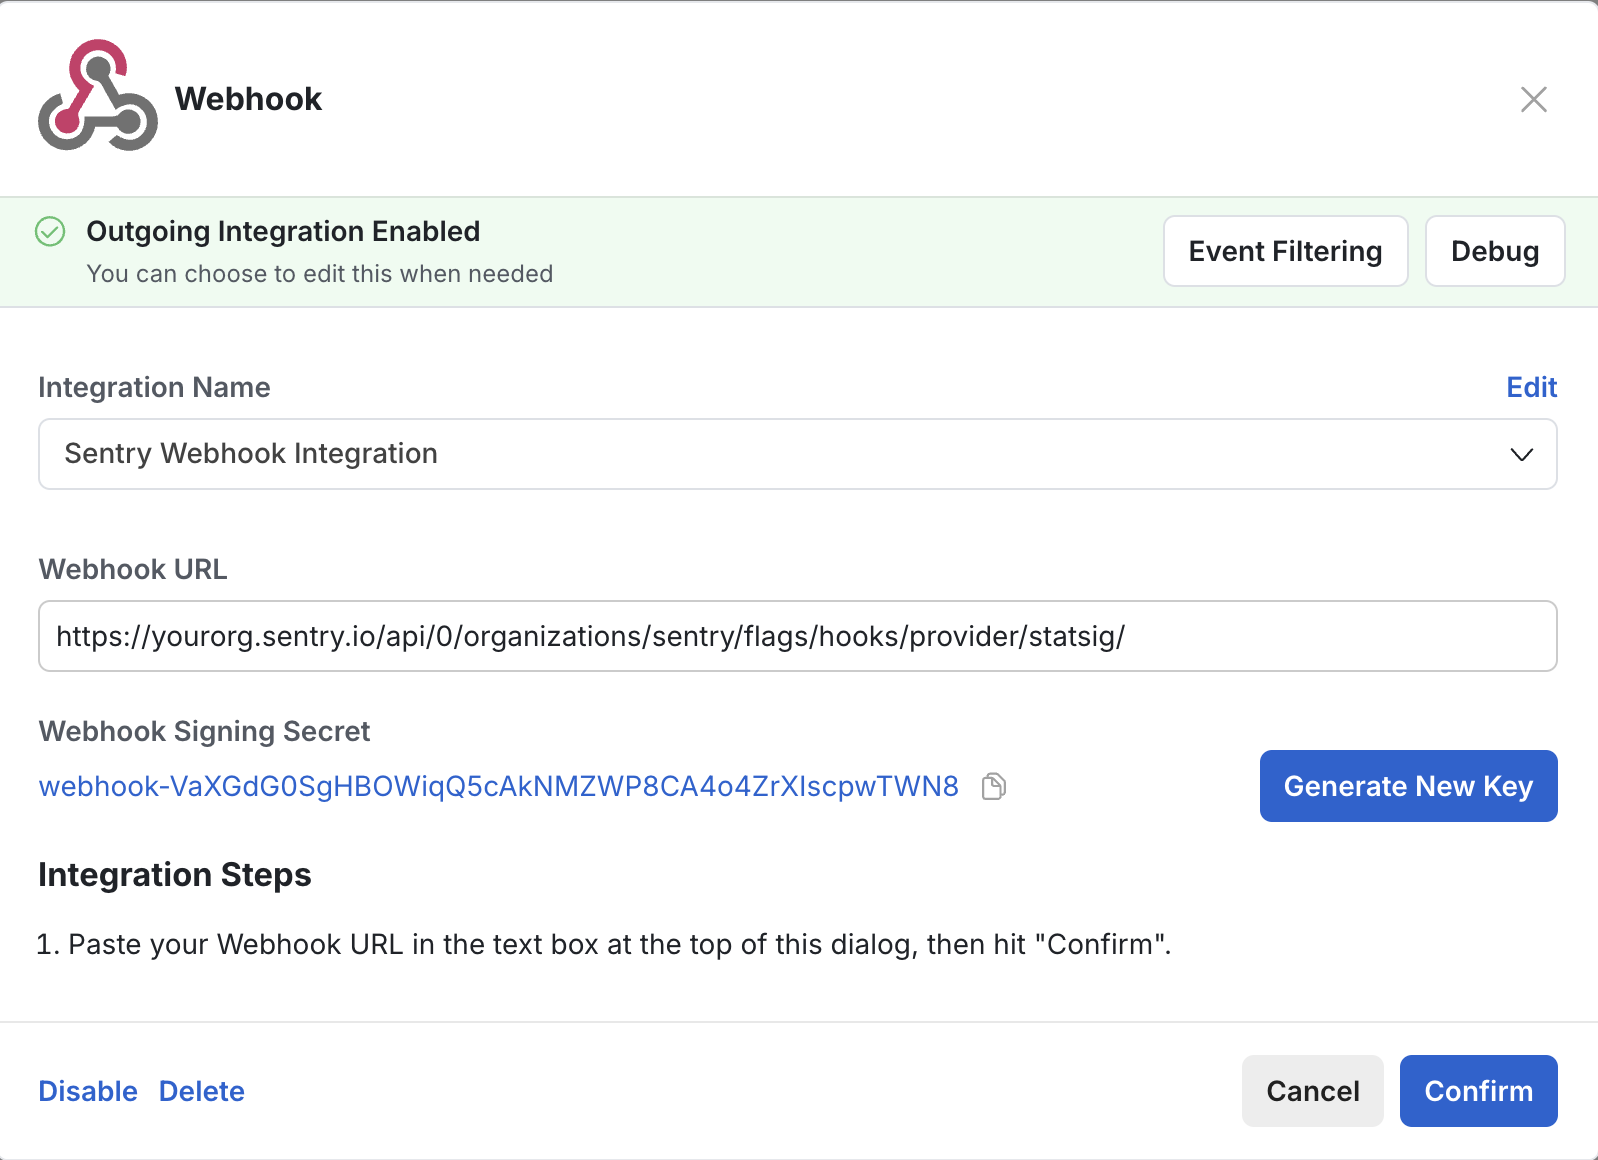 Webhook
Outgoing Integration Enabled
You can choose to edit this when needed
Event Filtering
Debug
Integration Name
Edit
Sentry Webhook Integration
Webhook URL
https://yourorg.sentry.io/api/0/organizations/sentry/flags/hooks/provider/statsig/
Webhook Signing Secret
webhook-VaXGdG0SgHBOWiqQ5cAkNMZWP8CA4o4ZrXIscpwTWN8
Generate New Key
Integration Steps
1. Paste your Webhook URL in the text box at the top of this dialog, then hit "Confirm".
Disable
Delete
Cancel
Confirm